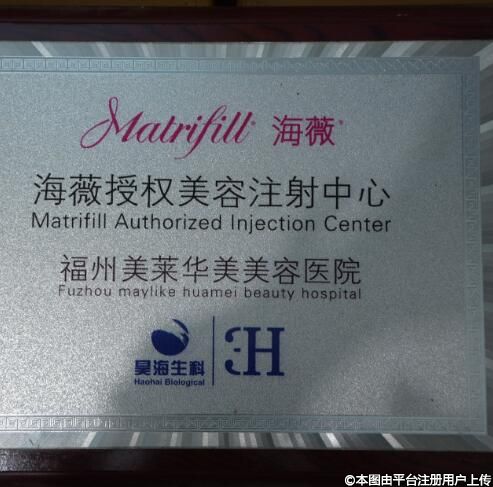 Matrifill® 海薇®
海薇授权美容注射中心
Matrifill Authorized Injection Center
福州美莱华美美容医院
Fuzhou maylike huamei beauty hospital
昊海生科
Haohai Biological
3H
©本图由平台注册用户上传